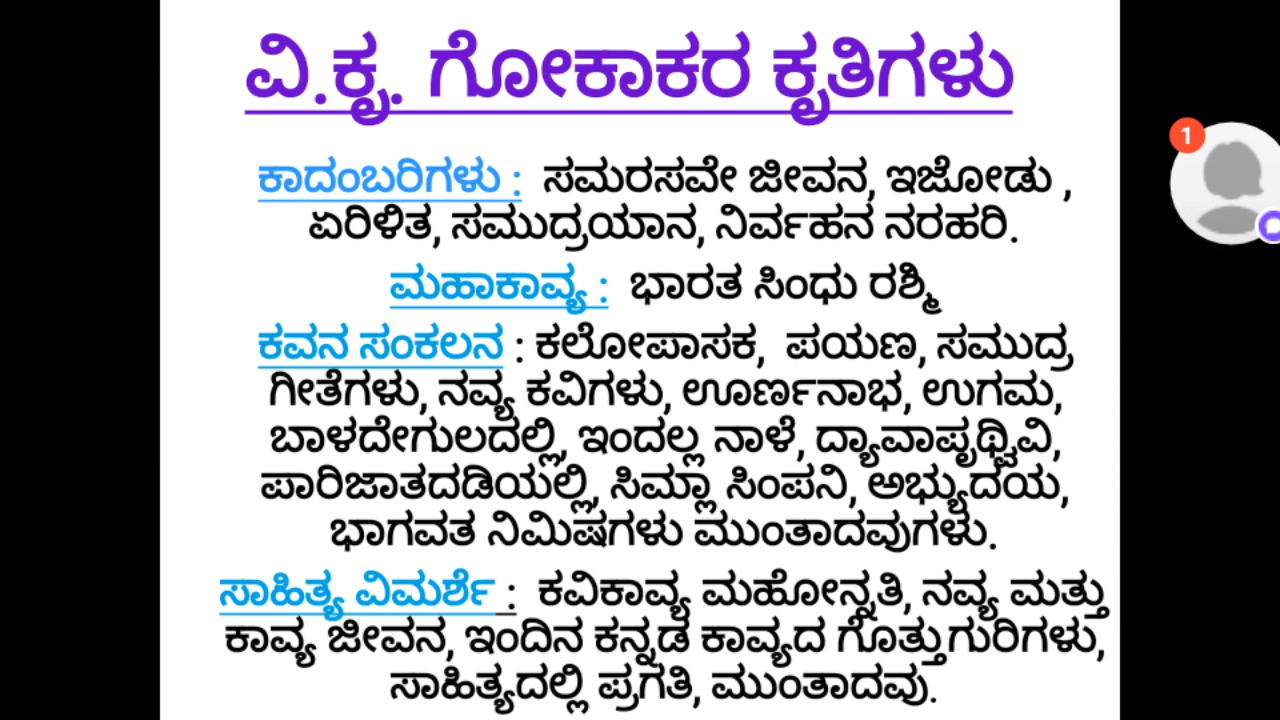 ವಿ.ಕೃ. ಗೋಕಾಕರ ಕೃತಿಗಳು
ಕಾದಂಬರಿಗಳು : ಸಮರಸವೇ ಜೀವನ, ಇಜೋಡು ,
ಏರಿಳಿತ, ಸಮುದ್ರಯಾನ, ನಿರ್ವಹನ ನರಹರಿ.
ಮಹಾಕಾವ್ಯ : ಭಾರತ ಸಿಂಧು ರಶ್ಮಿ
ಕವನ ಸಂಕಲನ : ಕಲೋಪಾಸಕ, ಪಯಣ, ಸಮುದ್ರ
ಗೀತೆಗಳು, ನವ್ಯ ಕವಿಗಳು, ಊರ್ಣನಾಭ, ಉಗಮ,
ಬಾಳದೇಗುಲದಲ್ಲಿ, ಇಂದಲ್ಲ ನಾಳೆ, ದ್ಯಾವಾಪೃಥ್ವಿವಿ,
ಪಾರಿಜಾತದಡಿಯಲ್ಲಿ, ಸಿಮ್ಲಾ ಸಿಂಪನಿ, ಅಭ್ಯುದಯ,
ಭಾಗವತ ನಿಮಿಷಗಳು ಮುಂತಾದವುಗಳು.
ಸಾಹಿತ್ಯ ವಿಮರ್ಶೆ : ಕವಿಕಾವ್ಯ ಮಹೋನ್ನತಿ, ನವ್ಯ ಮತ್ತು
ಕಾವ್ಯ ಜೀವನ, ಇಂದಿನ ಕನ್ನಡ ಕಾವ್ಯದ ಗೊತ್ತುಗುರಿಗಳು,
ಸಾಹಿತ್ಯದಲ್ಲಿ ಪ್ರಗತಿ, ಮುಂತಾದವು.
1